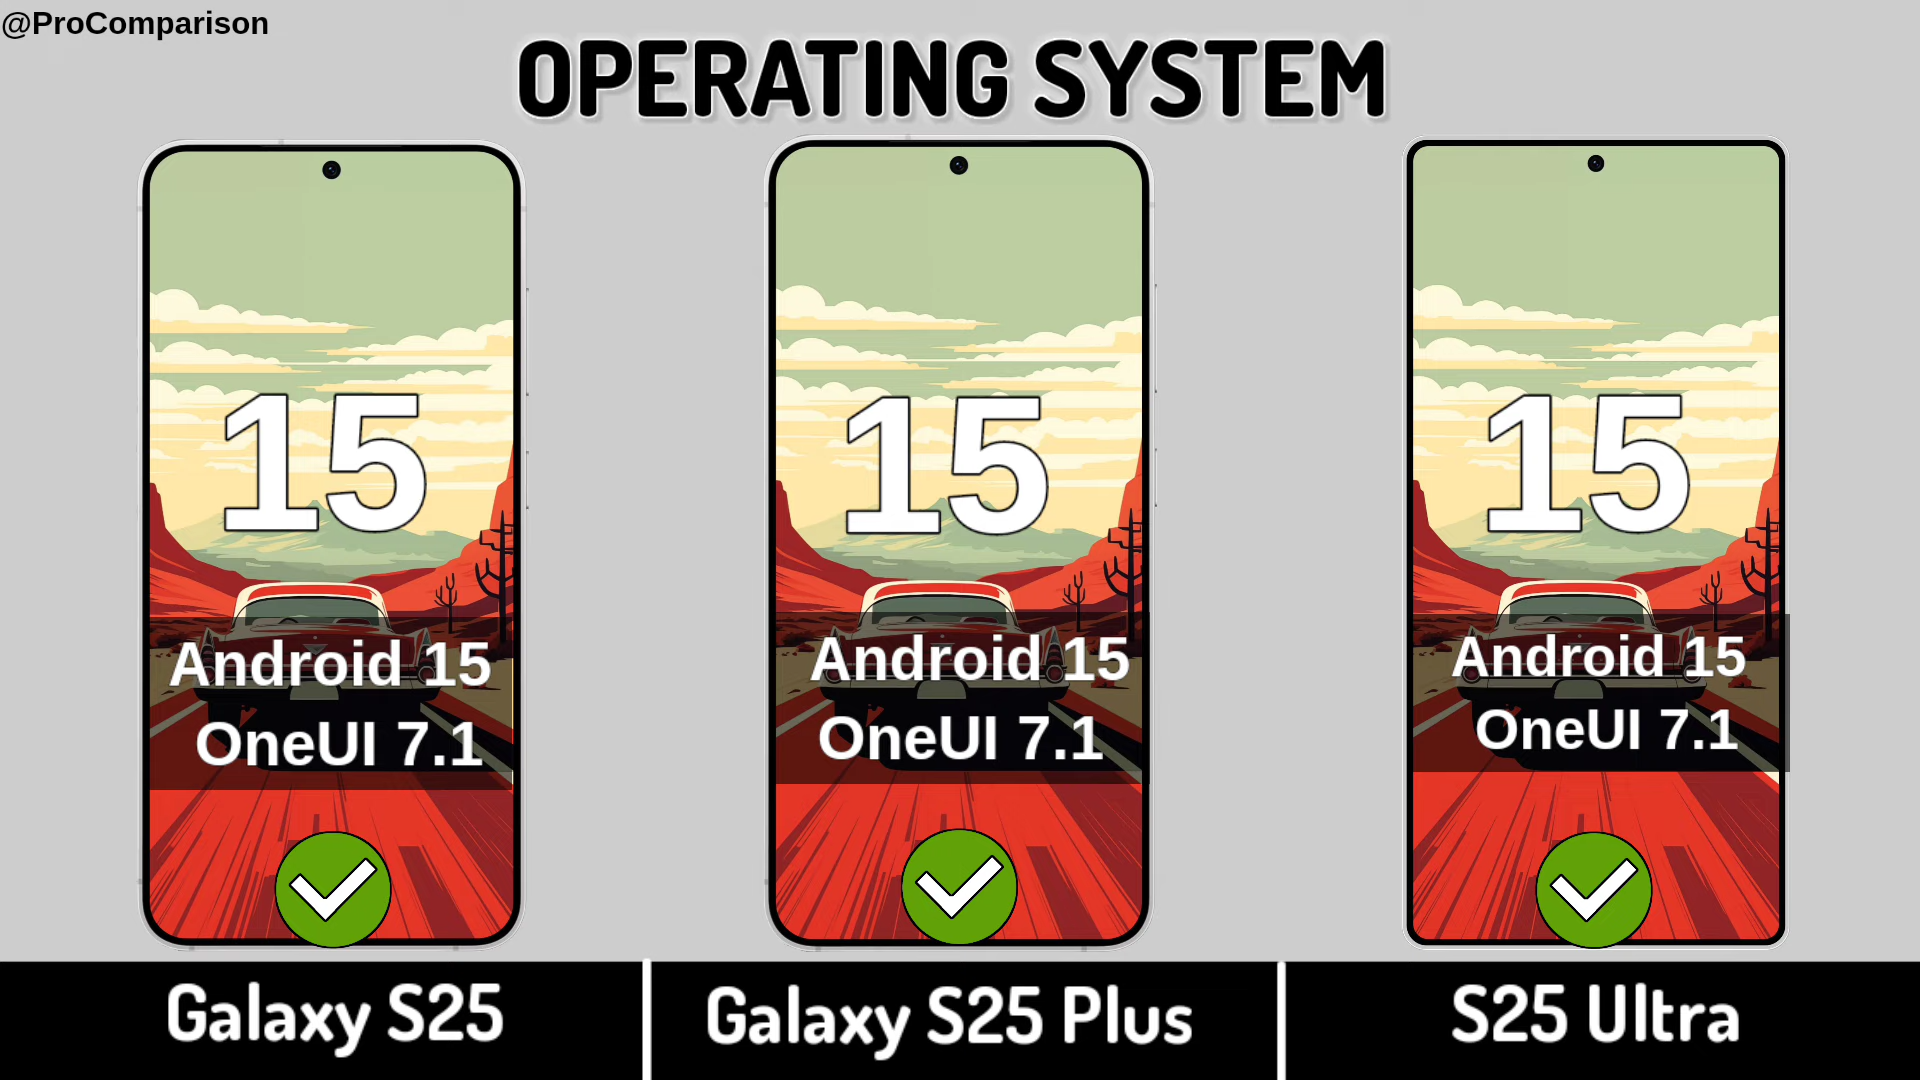 @ProComparison
OPERATING SYSTEM
15
Android 15
OneUI 7.1
15
Android 15
OneUI 7.1
15
Android 15
OneUI 7.1
Galaxy S25
Galaxy S25 Plus
S25 Ultra